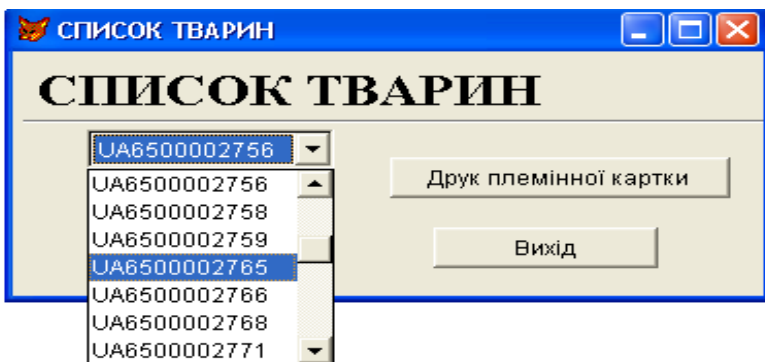 СПИСОК ТВАРИН
СПИСОК ТВАРИН
UA6500002756
UA6500002756
UA6500002758
UA6500002759
UA6500002765
UA6500002766
UA6500002768
UA6500002771
Друк племінної картки
Вихід